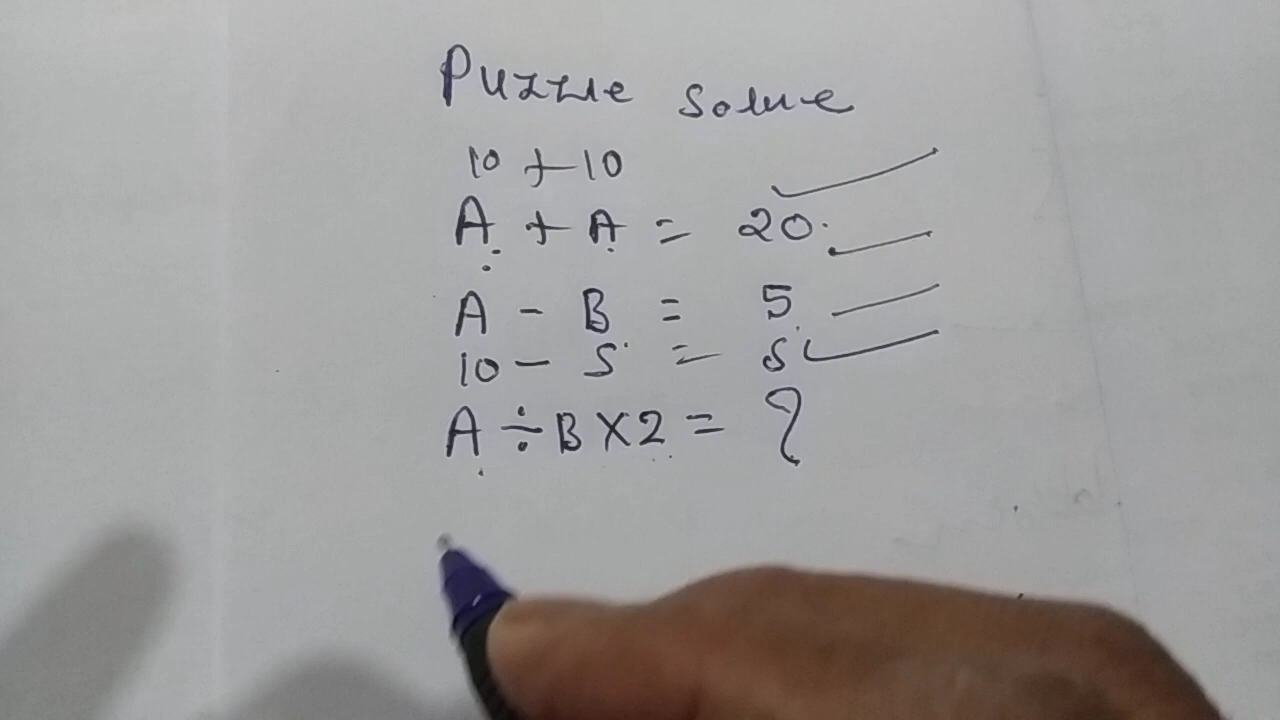 Puzzle Solve
10 + 10
A + A = 20
A - B = 5
10 - 5 = 5
A ÷ B X 2 = ?